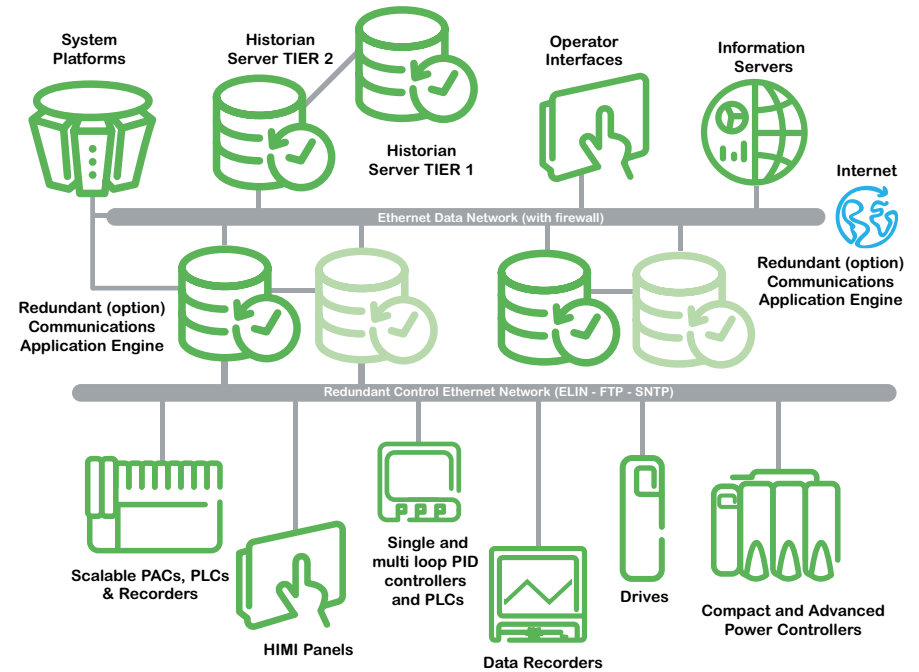 System
Platforms
Historian
Server TIER 2
Historian
Server TIER 1
Operator
Interfaces
Information
Servers
Internet
Ethernet Data Network (with firewall)
Redundant (option)
Communications
Application Engine
Redundant (option)
Communications
Application Engine
Redundant Control Ethernet Network (ELIN - FTP - SNTP)
Scalable PACs, PLCs
& Recorders
HIMI Panels
Single and
multi loop PID
controllers
and PLCs
Data Recorders
Drives
Compact and Advanced
Power Controllers